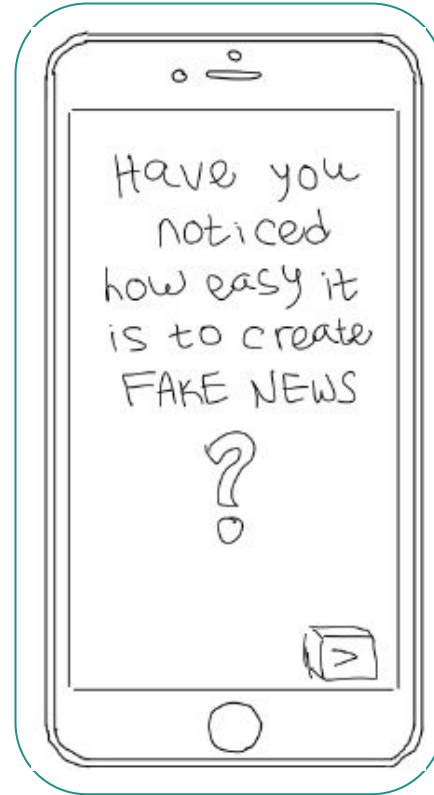 Have you
noticed
how easy it
is to create
FAKE NEWS
?
>